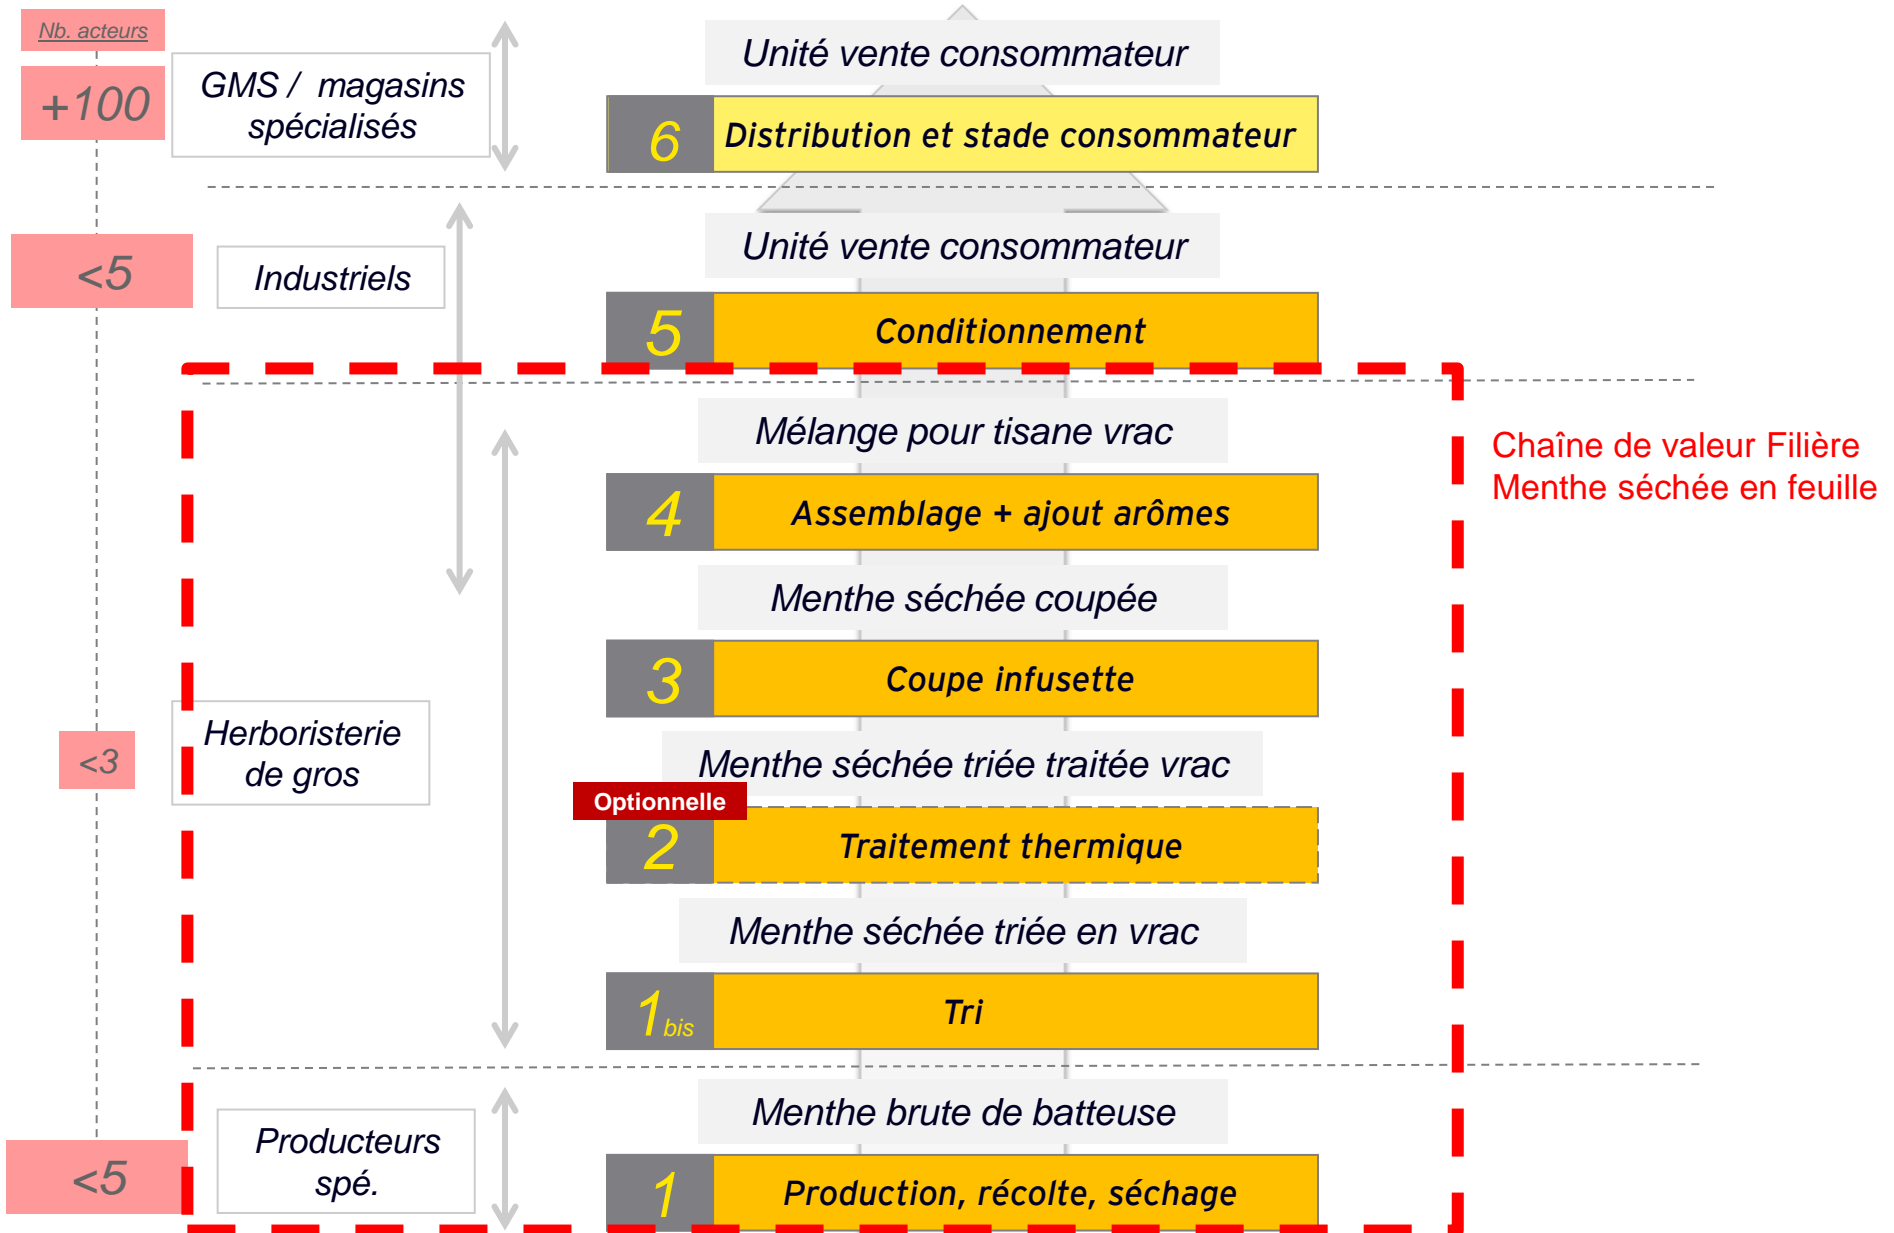 Nb. acteurs
Unité vente consommateur
+100
GMS / magasins
spécialisés
6
Distribution et stade consommateur
Unité vente consommateur
<5
Industriels
5
Conditionnement
Mélange pour tisane vrac
Chaîne de valeur Filière
Menthe séchée en feuille
4
Assemblage + ajout arômes
Menthe séchée coupée
3
Coupe infusette
<3
Herboristerie
de gros
Menthe séchée triée traitée vrac
Optionnelle
2
Traitement thermique
Menthe séchée triée en vrac
1 bis
Tri
Menthe brute de batteuse
<5
Producteurs
spé.
1
Production, récolte, séchage